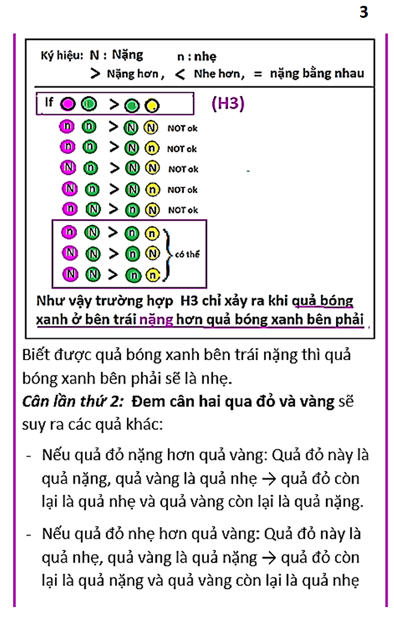 3
Ký hiệu: N : Nặng n : nhẹ
> Nặng hơn , < Nhe hơn, = nặng bằng nhau
If > (H3)
n n > N N NOT ok
n n > N n NOT ok
N n > N N NOT ok
N n > N n NOT ok
n N > n N NOT ok
n N > n n
N N > n N có thể
N N > n n
Như vậy trường hợp H3 chỉ xảy ra khi quả bóng
xanh ở bên trái nặng hơn quả bóng xanh bên phải .
Biết được quả bóng xanh bên trái nặng thì quả
bóng xanh bên phải sẽ là nhẹ.
Cân lần thứ 2: Đem cân hai qua đỏ và vàng sẽ
suy ra các quả khác:
- Nếu quả đỏ nặng hơn quả vàng: Quả đỏ này là
quả nặng, quả vàng là quả nhẹ → quả đỏ còn
lại là quả nhẹ và quả vàng còn lại là quả nặng.
- Nếu quả đỏ nhẹ hơn quả vàng: Quả đỏ này là
quả nhẹ, quả vàng là quả nặng → quả đỏ còn
lại là quả nặng và quả vàng còn lại là quả nhẹ